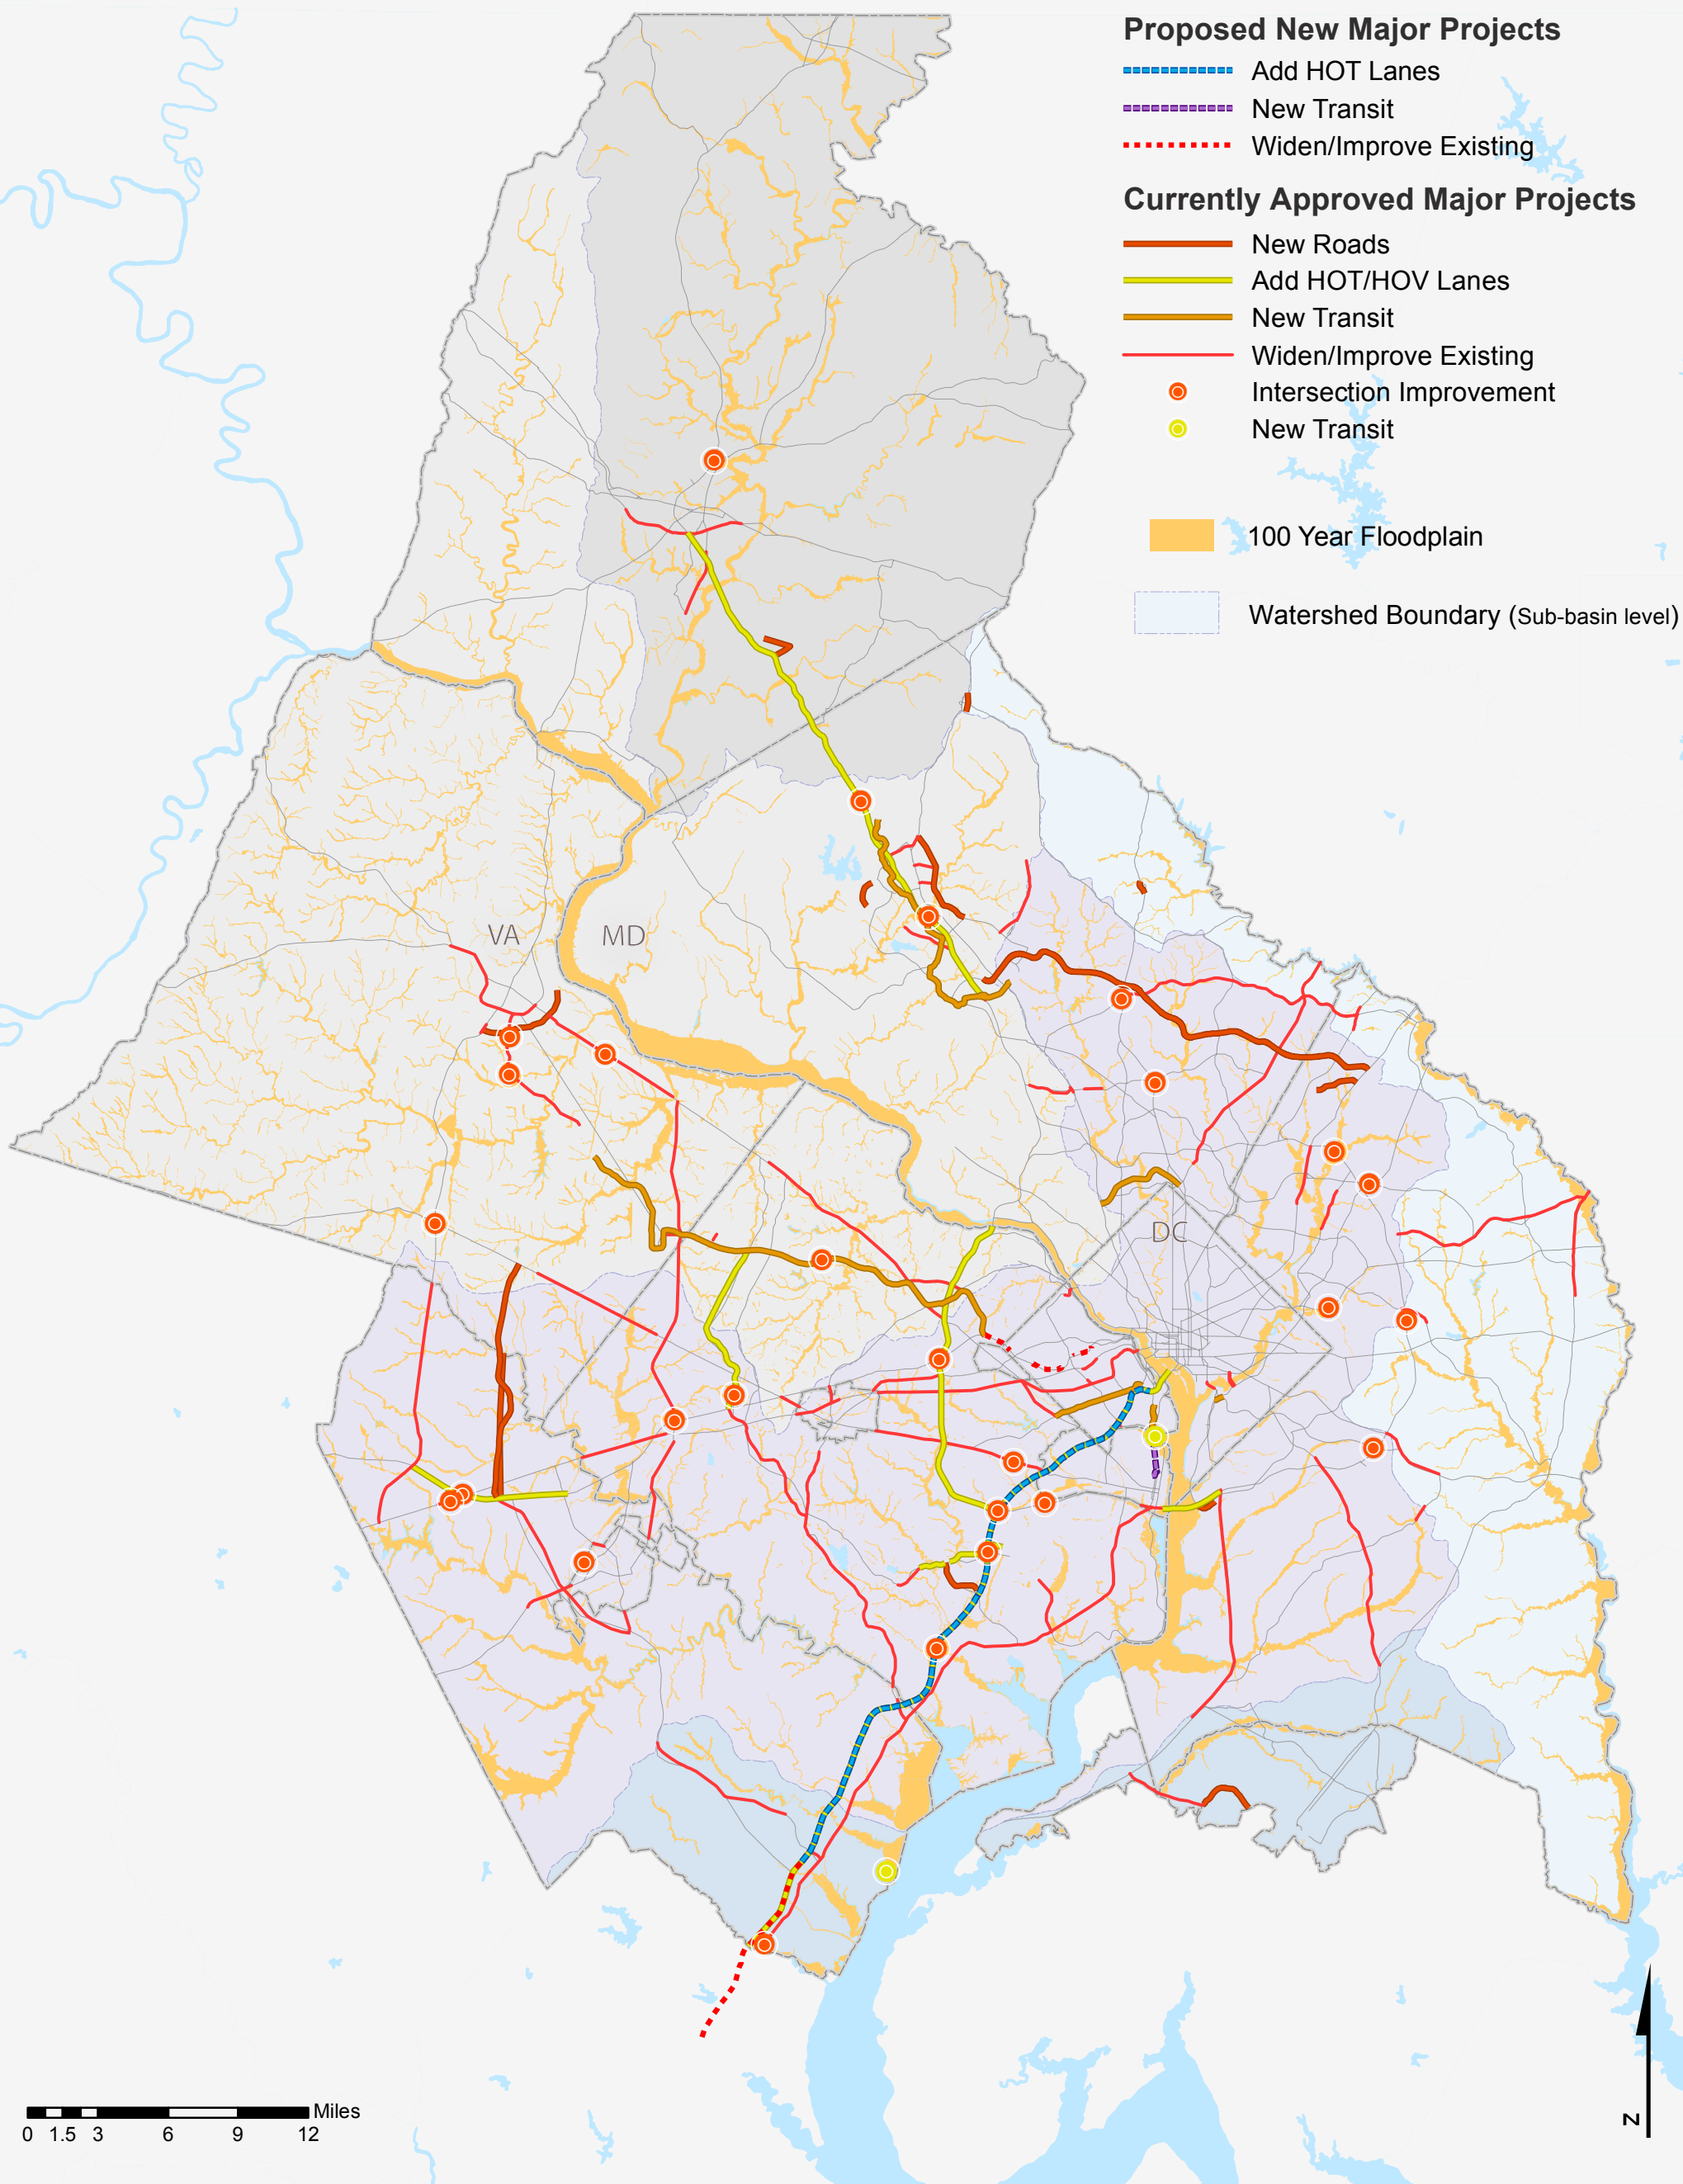 Proposed New Major Projects
Add HOT Lanes
New Transit
Widen/Improve Existing
Currently Approved Major Projects
New Roads
Add HOT/HOV Lanes
New Transit
Widen/Improve Existing
Intersection Improvement
New Transit
100 Year Floodplain
Watershed Boundary (Sub-basin level)
VA
MD
DC
Miles
0 1.5 3 6 9 12
N